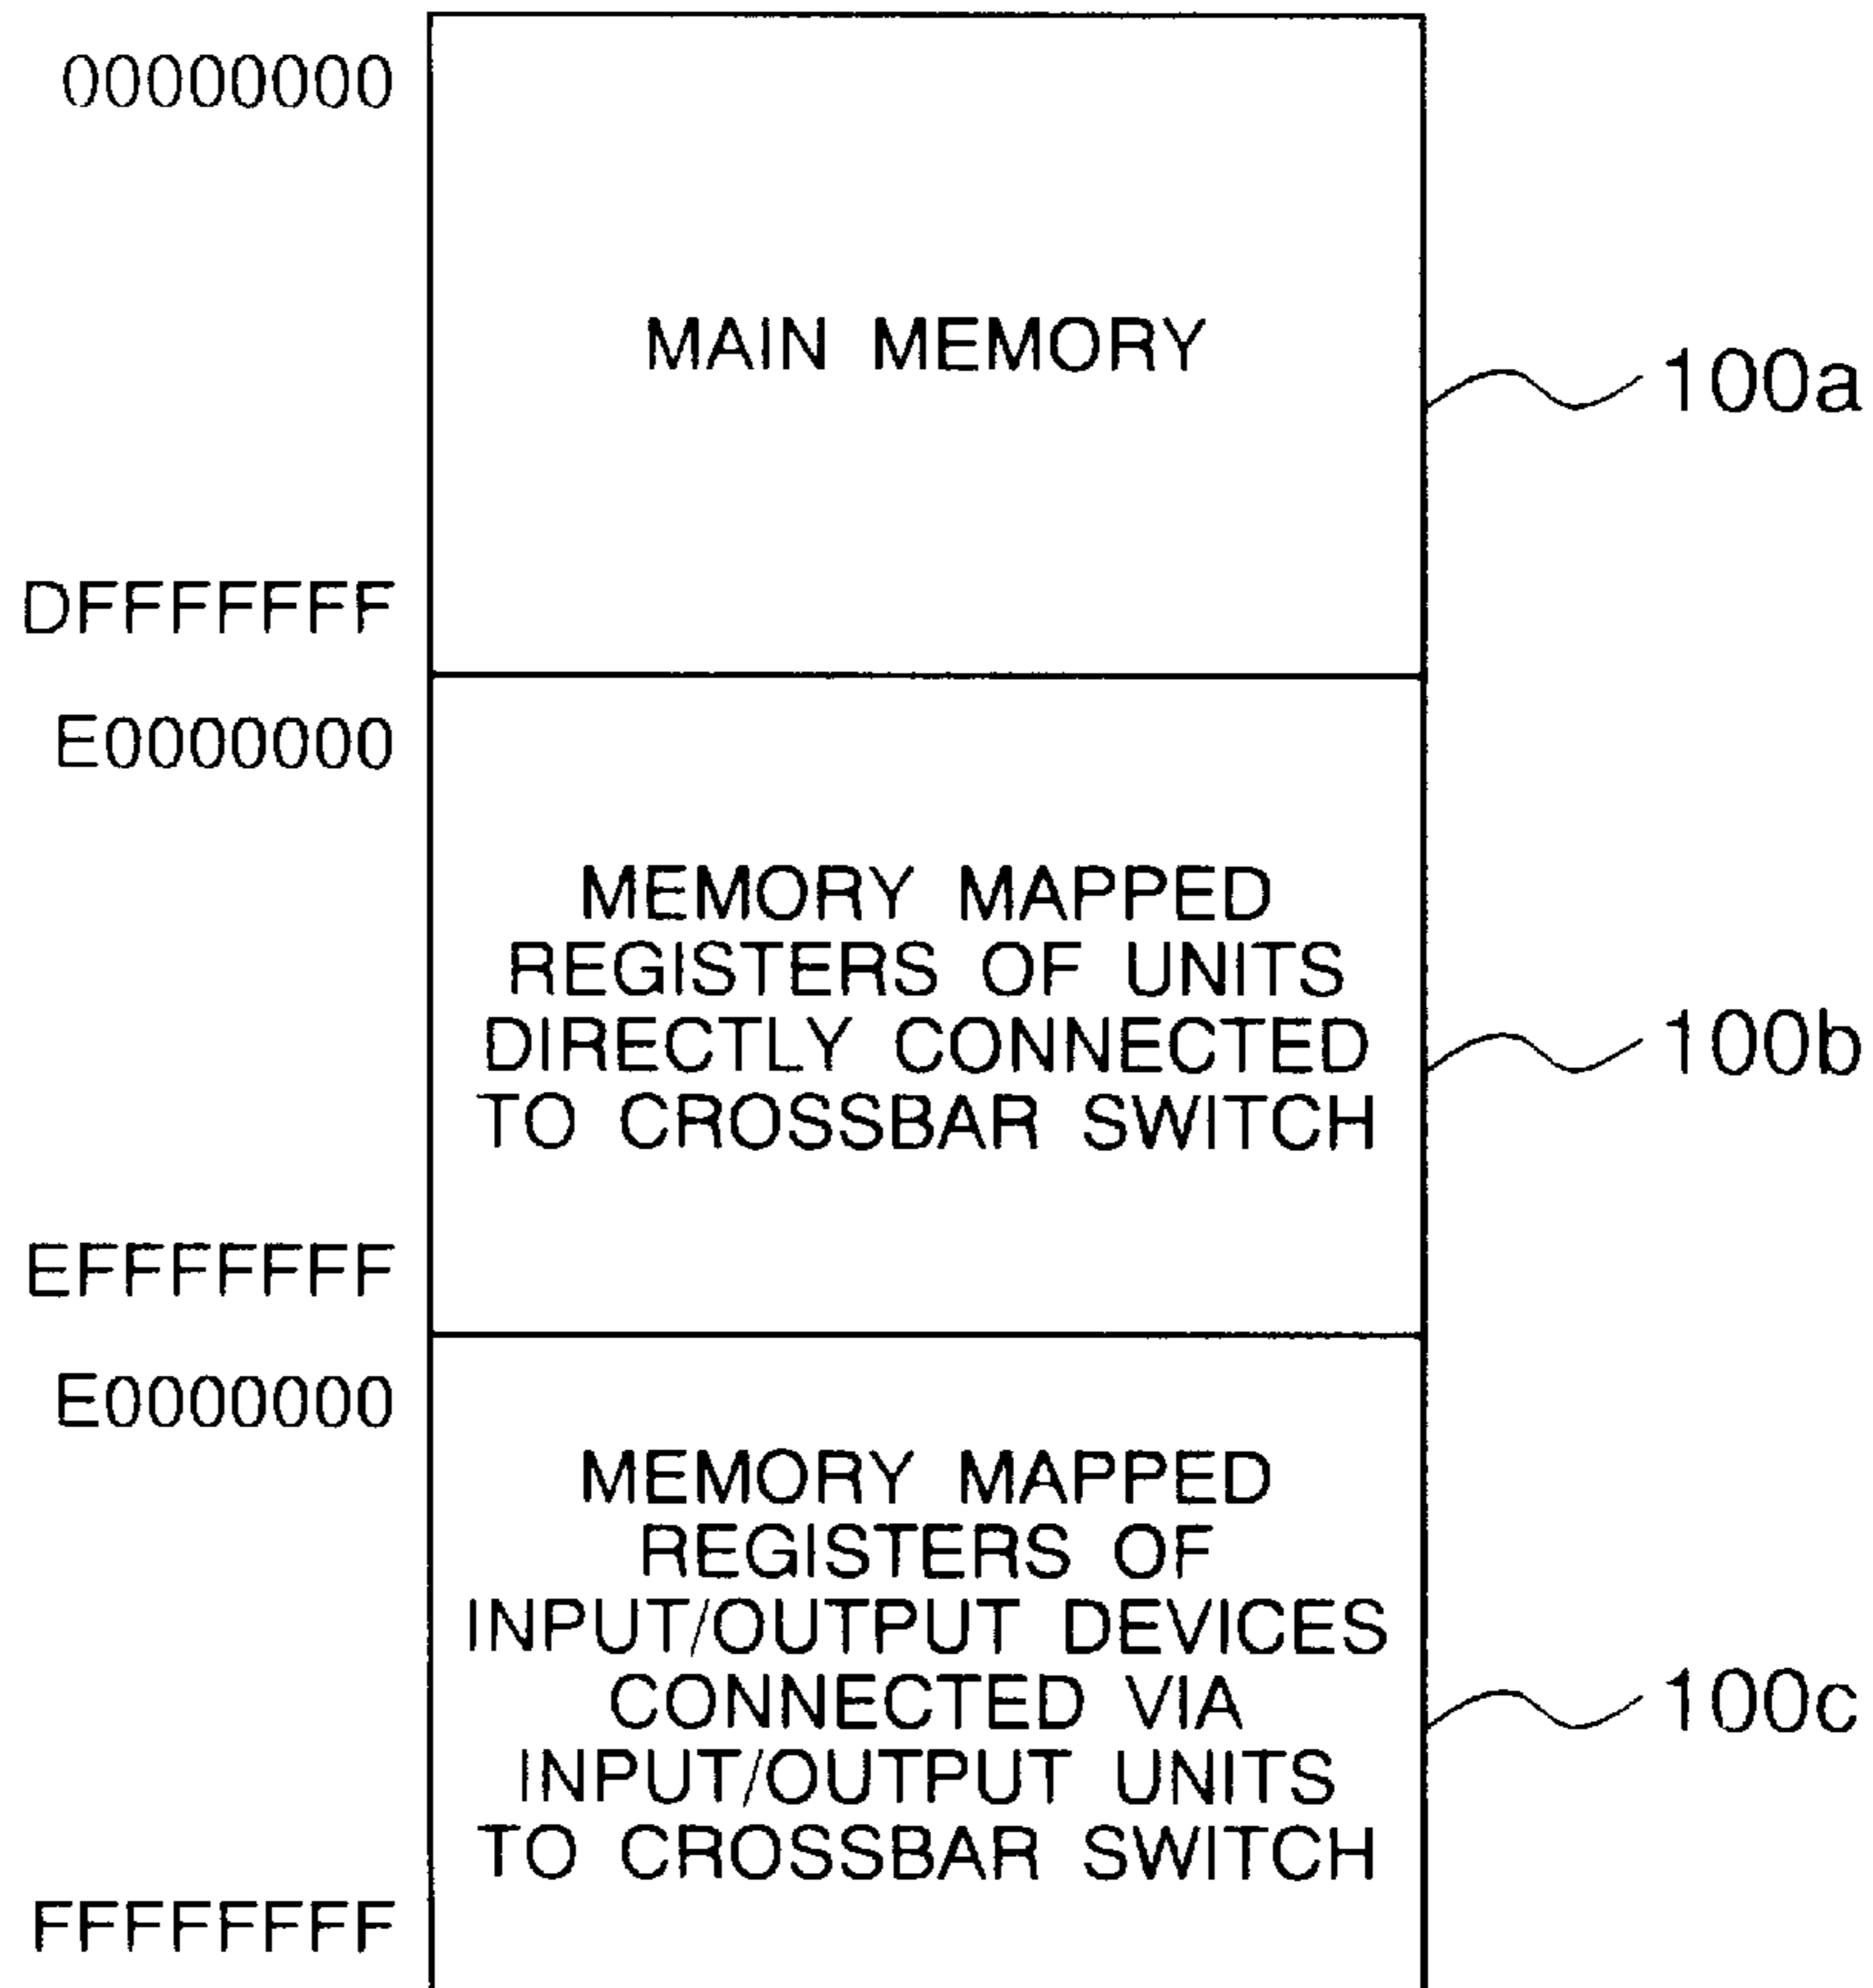 00000000
MAIN MEMORY
100a
DFFFFFFF
E0000000
MEMORY MAPPED
REGISTERS OF UNITS
DIRECTLY CONNECTED
100b
TO CROSSBAR SWITCH
EFFFFFFF
E0000000
MEMORY MAPPED
REGISTERS OF
INPUT/OUTPUT DEVICES
CONNECTED VIA
100c
INPUT/OUTPUT UNITS
TO CROSSBAR SWITCH
FFFFFFFF